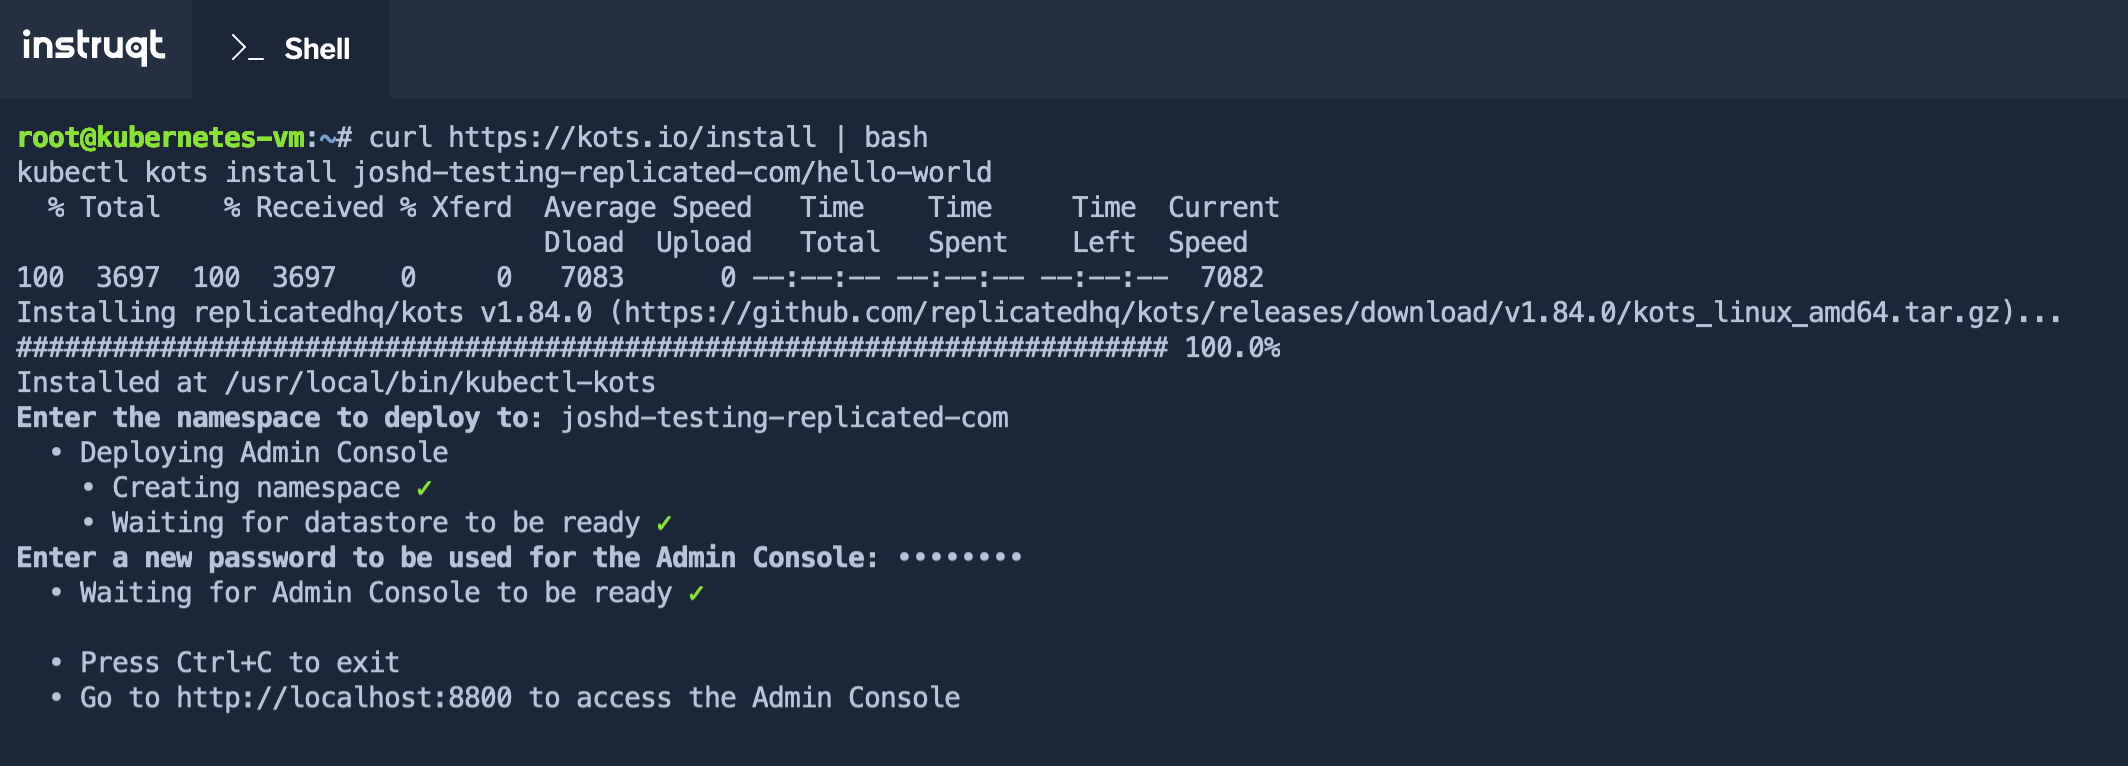 instruqt >_ Shell
root@kubernetes-vm:~# curl https://kots.io/install | bash
kubectl kots install joshd-testing-replicated-com/hello-world
  % Total    % Received % Xferd  Average Speed   Time    Time     Time  Current
                                 Dload  Upload   Total   Spent    Left  Speed
100  3697  100  3697    0     0   7083      0 --:--:-- --:--:-- --:--:--  7082
Installing replicatedhq/kots v1.84.0 (https://github.com/replicatedhq/kots/releases/download/v1.84.0/kots_linux_amd64.tar.gz)...
######################################################################## 100.0%
Installed at /usr/local/bin/kubectl-kots
Enter the namespace to deploy to: joshd-testing-replicated-com
  • Deploying Admin Console
    • Creating namespace ✓
    • Waiting for datastore to be ready ✓
Enter a new password to be used for the Admin Console: ••••••••
  • Waiting for Admin Console to be ready ✓
  • Press Ctrl+C to exit
  • Go to http://localhost:8800 to access the Admin Console